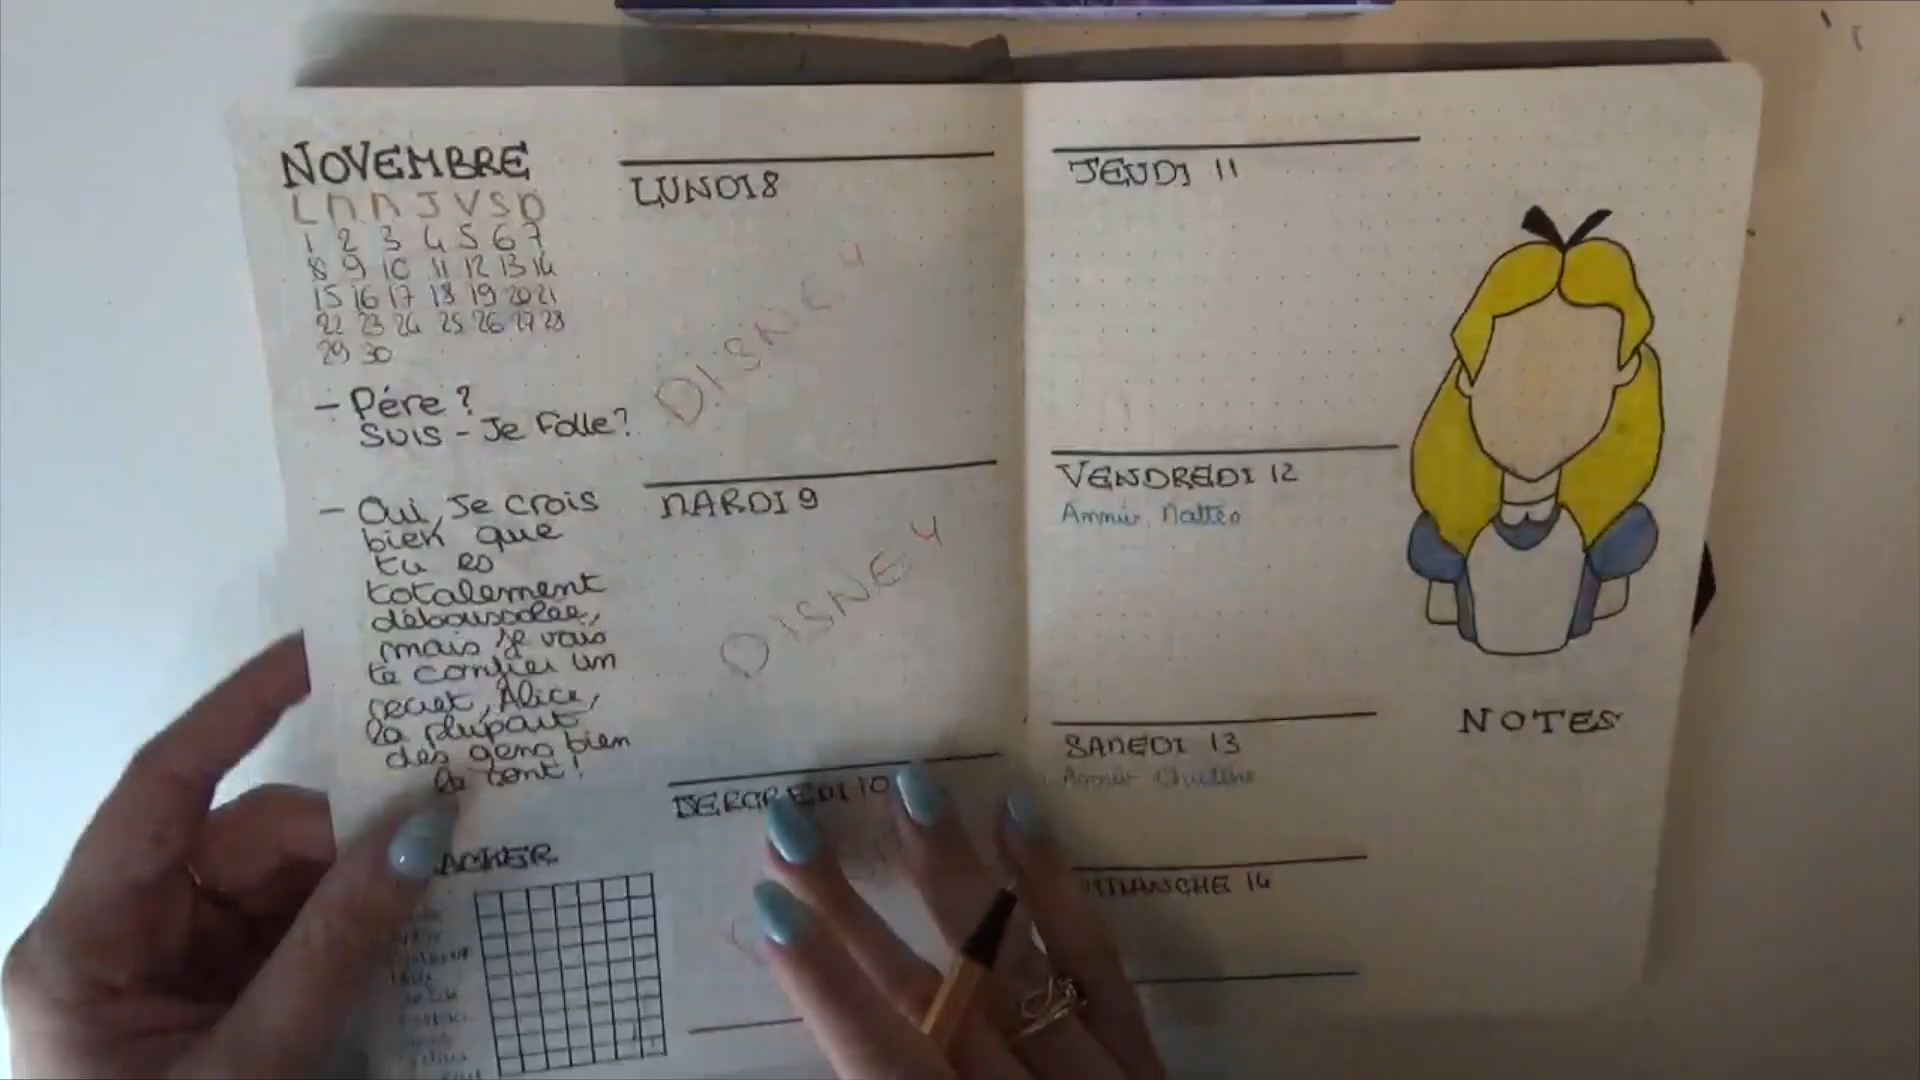 NOVEMBRE
L M M J V S D
1 2 3 4 5 6 7
8 9 10 11 12 13 14
15 16 17 18 19 20 21
22 23 24 25 26 27 28
29 30
- Père ?
SUIS - Je Folle ?
- Oui, Je crois
bien que
tu es
totalement
déboussolée,
mais je vais
te confier un
secret, Alice,
la plupart
des gens bien
le sont !
ACKER
LUNDI 8
DISNEY
MARDI 9
DISNEY
MERCREDI 10
JEUDI 11
VENDREDI 12
SAMEDI 13
MANCHE 14
NOTES